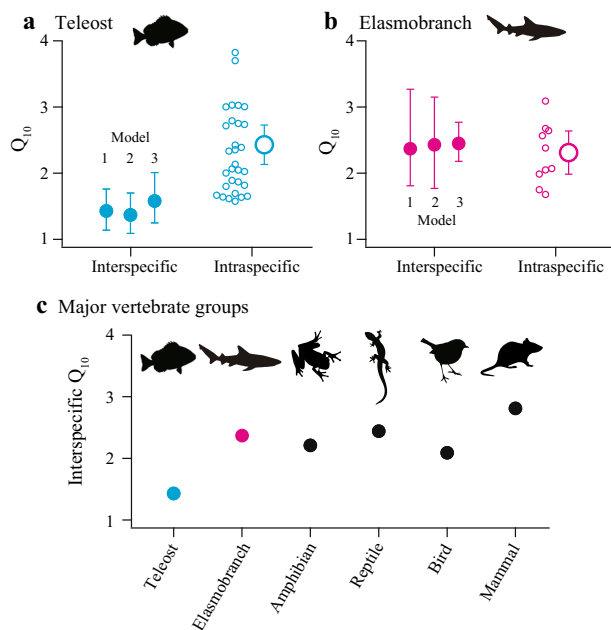 a Teleost
4
3
2
1
Q10
Model
1 2 3
Interspecific Intraspecific
b Elasmobranch
4
3
2
1
Q10
1 2 3
Model
Interspecific Intraspecific
c Major vertebrate groups
4
3
2
1
Interspecific Q10
Teleost
Elasmobranch
Amphibian
Reptile
Bird
Mammal